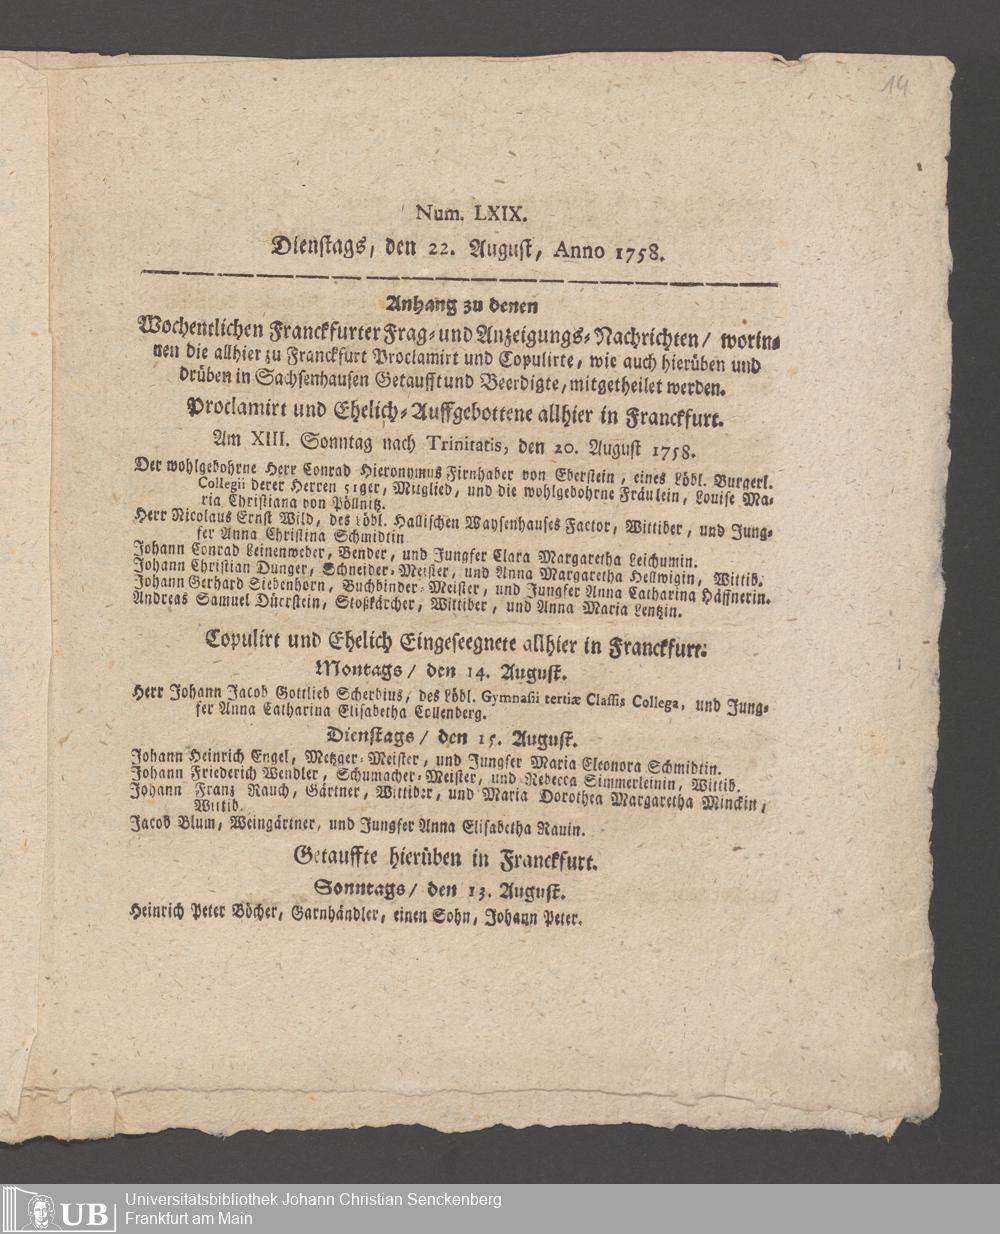 14
Num. LXIX.
Dienstags, den 22. August, Anno 1758.
Anhang zu denen
Wochentlichen Franckfurter Frag- und Anzeigungs-Nachrichten / worin-
nen die allhier zu Franckfurt Proclamirt und Copulirte, wie auch hierüben und
drüben in Sachsenhausen Getaufft und Beerdigte, mitgetheilet werden.
Proclamirt und Ehelich-Auffgebottene allhier in Franckfurt.
Am XIII. Sonntag nach Trinitatis, den 20. August 1758.
Der wohlgebohrne Herr Conrad Hieronymus Firnhaber von Eberstein, eines Löbl. Burgerl.
Collegii derer Herren 51ger, Mitglied, und die wohlgebohrne Fräulein, Louise Ma-
ria Christiana von Pöllnitz.
Herr Nicolaus Ernst Wild, des Löbl. Hallischen Waysenhauses Factor, Wittiber, und Jung-
fer Anna Christina Schmidtin
Johann Conrad Leinenweber, Bender, und Jungfer Clara Margaretha Leichumin.
Johann Christian Dunger, Schneider-Meister, und Anna Margaretha Hellwigin, Wittib.
Johann Gerhard Siebenhorn, Buchbinder-Meister, und Jungfer Anna Catharina Häffnerin.
Andreas Samuel Düerstein, Stoßkärcher, Wittiber, und Anna Maria Lentzin.
Copulirt und Ehelich Eingeseegnete allhier in Franckfurt:
Montags / den 14. August.
Herr Johann Jacob Gottlieb Scherbius, des Löbl. Gymnasii tertiæ Classis Collega, und Jung-
fer Anna Catharina Elisabetha Collenberg.
Dienstags / den 15. August.
Johann Heinrich Engel, Metzger-Meister, und Jungfer Maria Eleonora Schmidtin.
Johann Friederich Wendler, Schumacher-Meister, und Rebecca Simmerleinin, Wittib.
Johann Franz Rauch, Gärtner, Wittiber, und Maria Dorothea Margaretha Minckin,
Wittib.
Jacob Blum, Weingärtner, und Jungfer Anna Elisabetha Rauin.
Getauffte hierüben in Franckfurt.
Sonntags / den 13. August.
Heinrich Peter Böcher, Garnhändler, einen Sohn, Johann Peter.
UB
Universitätsbibliothek Johann Christian Senckenberg
Frankfurt am Main